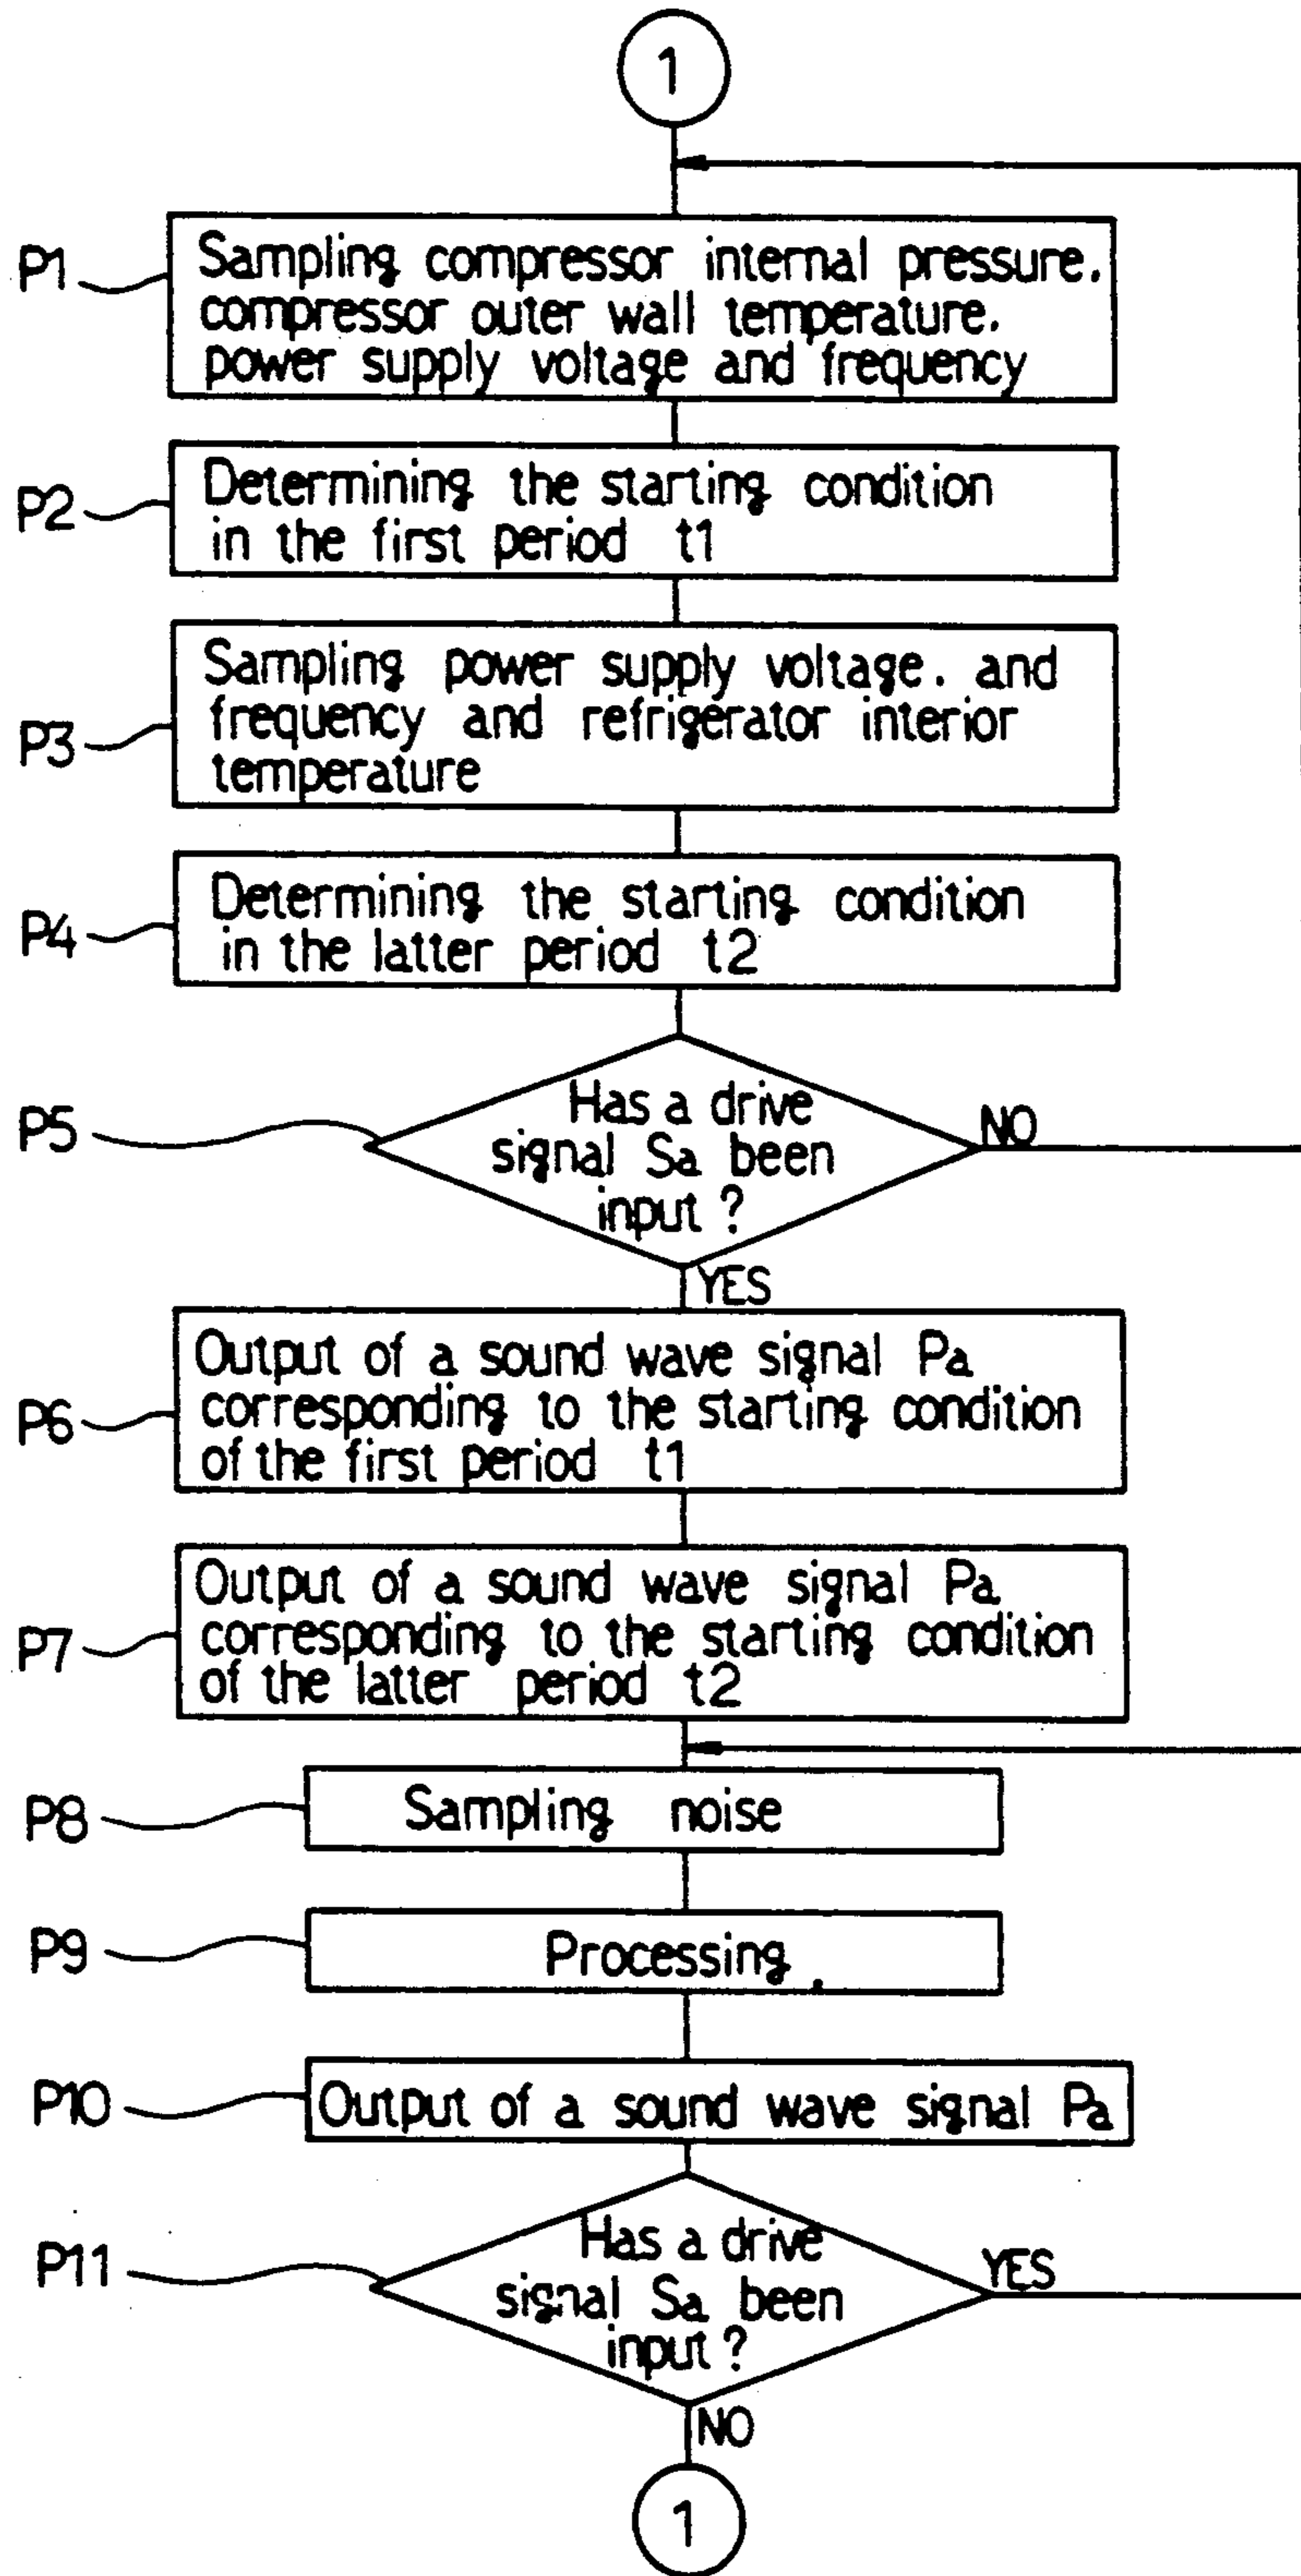 1
P1
Sampling compressor internal pressure.
compressor outer wall temperature.
power supply voltage and frequency
P2
Determining the starting condition
in the first period t1
P3
Sampling power supply voltage. and
frequency and refrigerator interior
temperature
P4
Determining the starting condition
in the latter period t2
P5
Has a drive
signal Sa been
input ?
NO
YES
P6
Output of a sound wave signal Pa
corresponding to the starting condition
of the first period t1
P7
Output of a sound wave signal Pa
corresponding to the starting condition
of the latter period t2
P8
Sampling noise
P9
Processing
P10
Output of a sound wave signal Pa
P11
Has a drive
signal Sa been
input ?
YES
NO
1